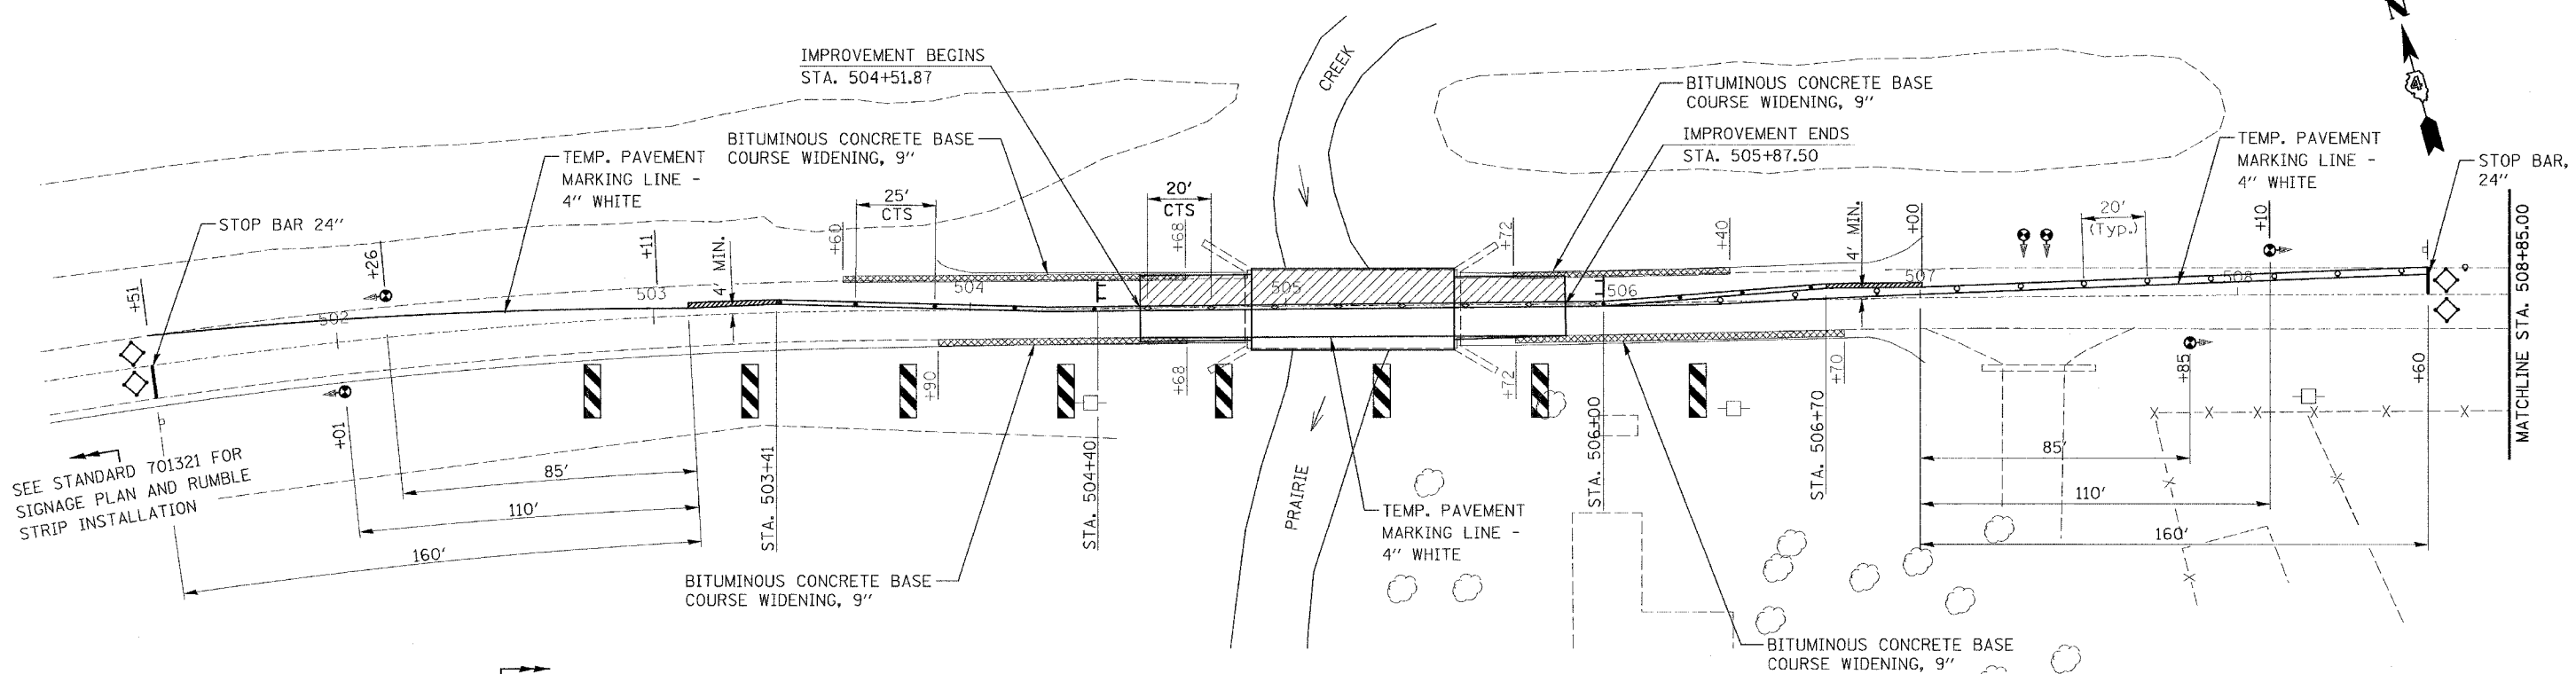 N
4
IMPROVEMENT BEGINS
STA. 504+51.87
CREEK
BITUMINOUS CONCRETE BASE
COURSE WIDENING, 9"
BITUMINOUS CONCRETE BASE
COURSE WIDENING, 9"
IMPROVEMENT ENDS
STA. 505+87.50
TEMP. PAVEMENT
MARKING LINE -
4" WHITE
TEMP. PAVEMENT
MARKING LINE -
4" WHITE
STOP BAR,
24"
STOP BAR 24"
25'
CTS
20'
CTS
20'
(Typ.)
+51
+26
+11
4' MIN.
+60
+68
+72
+40
4' MIN.
+00
+10
502
503
504
505
506
507
508
MATCHLINE STA. 508+85.00
+01
+90
+68
+72
+70
+85
+60
SEE STANDARD 701321 FOR
SIGNAGE PLAN AND RUMBLE
STRIP INSTALLATION
85'
110'
160'
STA. 503+41
STA. 504+40
STA. 506+00
STA. 506+70
85'
110'
160'
PRAIRIE
TEMP. PAVEMENT
MARKING LINE -
4" WHITE
BITUMINOUS CONCRETE BASE
COURSE WIDENING, 9"
BITUMINOUS CONCRETE BASE
COURSE WIDENING, 9"